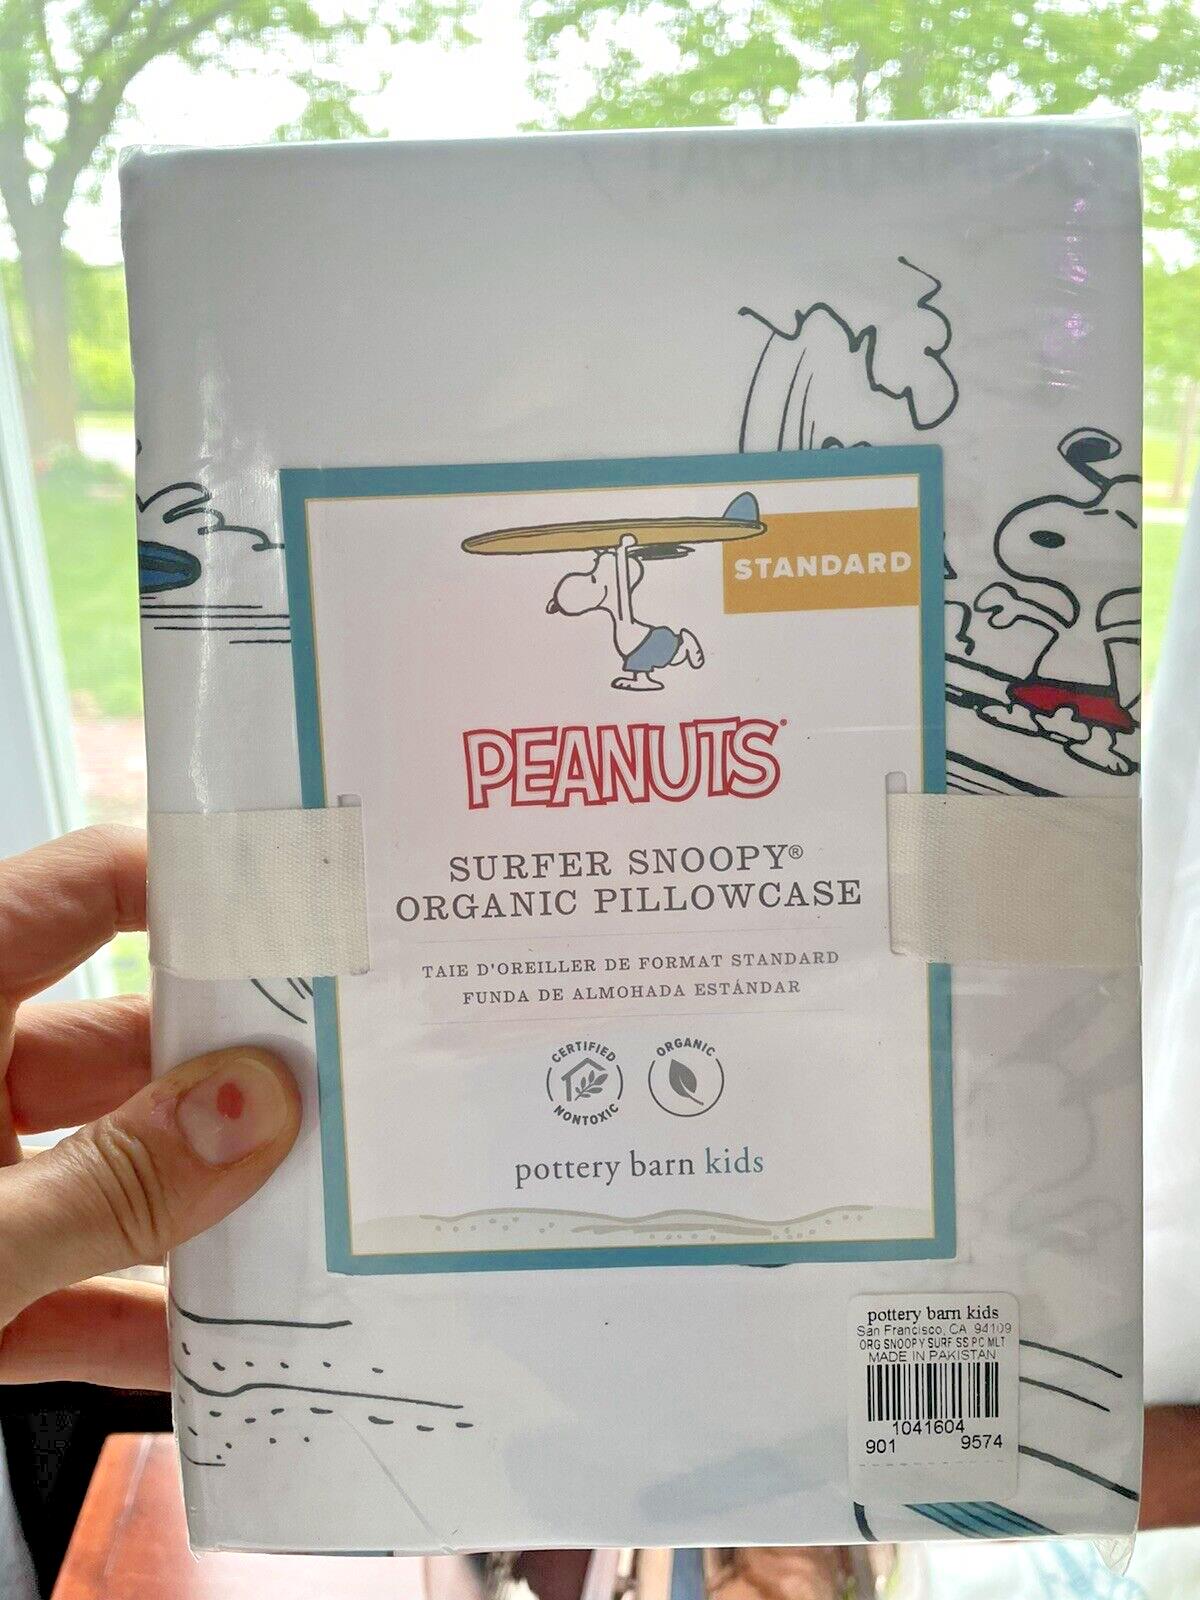 STANDARD
PEANUTS
SURFER SNOOPY®
ORGANIC PILLOWCASE
TAIE D'OREILLER DE FORMAT STANDARD
FUNDA DE ALMOHADA ESTÁNDAR
CERTIFIED
NONTOXIC
ORGANIC
pottery barn kids
pottery barn kids
San Francisco, CA 94109
ORG SNOOPY SURF SS PC MLT
MADE IN PAKISTAN
1041604
901 9574